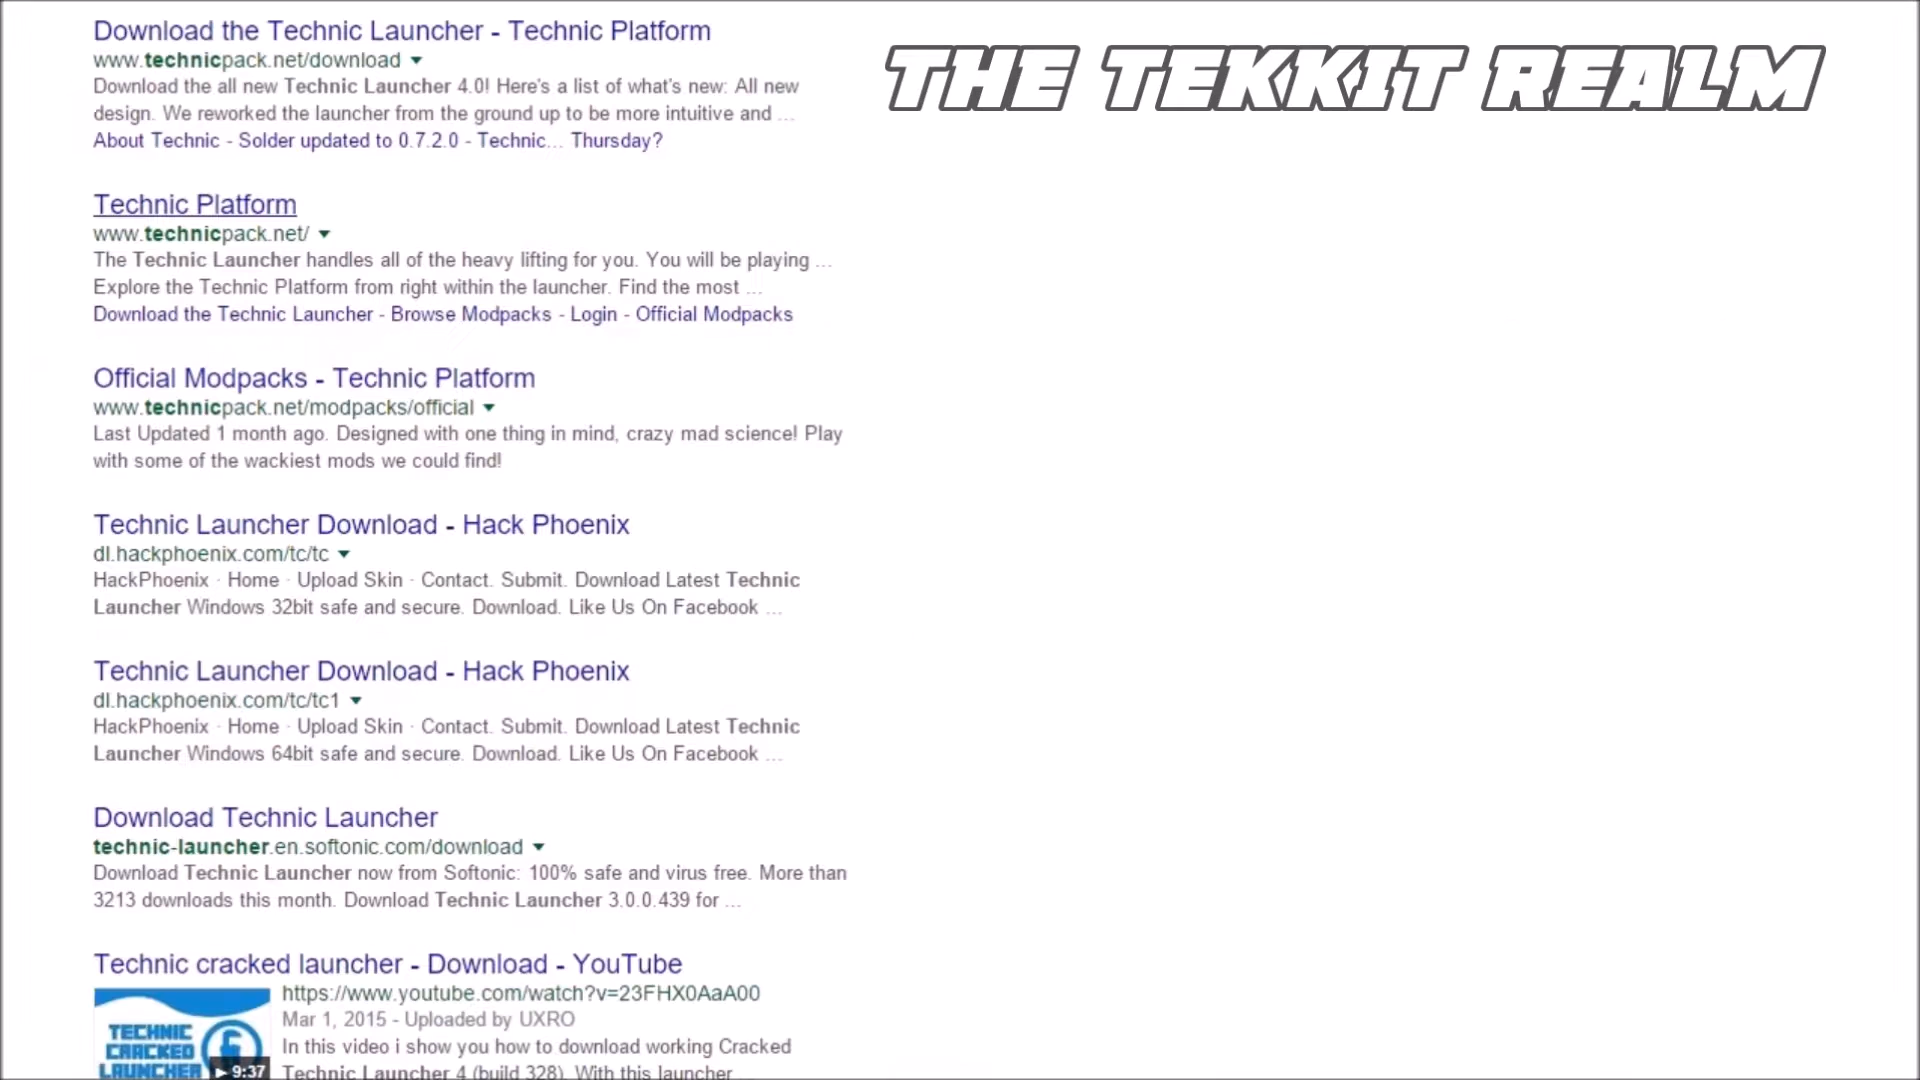 Download the Technic Launcher - Technic Platform
www.technicpack.net/download
Download the all new Technic Launcher 4.0! Here's a list of what's new: All new
design. We reworked the launcher from the ground up to be more intuitive and ...
About Technic - Solder updated to 0.7.2.0 - Technic... Thursday?
THE TEKKIT REALM
Technic Platform
www.technicpack.net/
The Technic Launcher handles all of the heavy lifting for you. You will be playing ...
Explore the Technic Platform from right within the launcher. Find the most ...
Download the Technic Launcher - Browse Modpacks - Login - Official Modpacks
Official Modpacks - Technic Platform
www.technicpack.net/modpacks/official
Last Updated 1 month ago. Designed with one thing in mind, crazy mad science! Play
with some of the wackiest mods we could find!
Technic Launcher Download - Hack Phoenix
dl.hackphoenix.com/tc/tc
HackPhoenix · Home · Upload Skin · Contact. Submit. Download Latest Technic
Launcher Windows 32bit safe and secure. Download. Like Us On Facebook ...
Technic Launcher Download - Hack Phoenix
dl.hackphoenix.com/tc/tc1
HackPhoenix · Home · Upload Skin · Contact. Submit. Download Latest Technic
Launcher Windows 64bit safe and secure. Download. Like Us On Facebook ...
Download Technic Launcher
technic-launcher.en.softonic.com/download
Download Technic Launcher now from Softonic: 100% safe and virus free. More than
3213 downloads this month. Download Technic Launcher 3.0.0.439 for ...
Technic cracked launcher - Download - YouTube
https://www.youtube.com/watch?v=23FHX0AaA00
Mar 1, 2015 - Uploaded by UXRO
In this video i show you how to download working Cracked
Technic Launcher 4 (build 328). With this launcher
TECHNIC
CRACKED
LAUNCHER
9:37